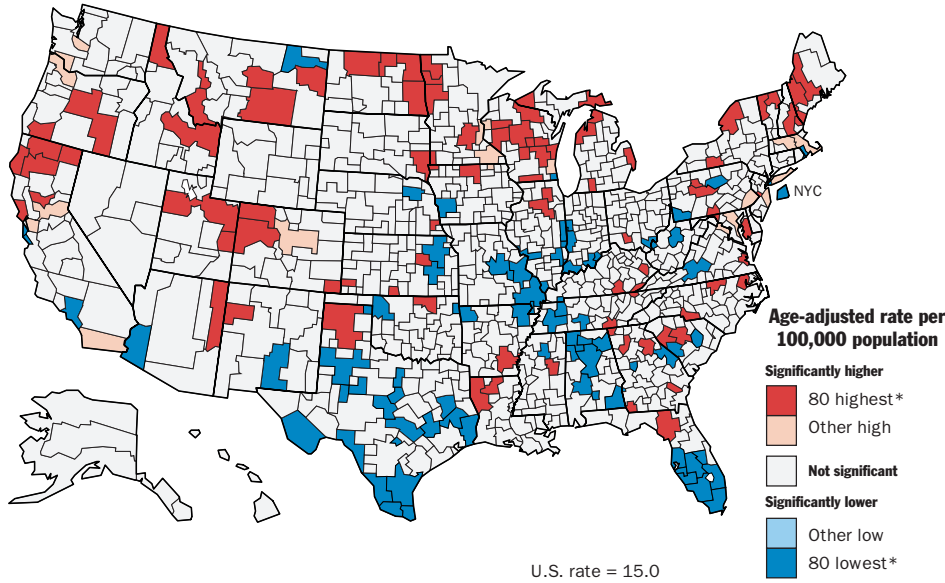 NYC
Age-adjusted rate per
100,000 population
Significantly higher
80 highest*
Other high
Not significant
Significantly lower
Other low
80 lowest*
U.S. rate = 15.0